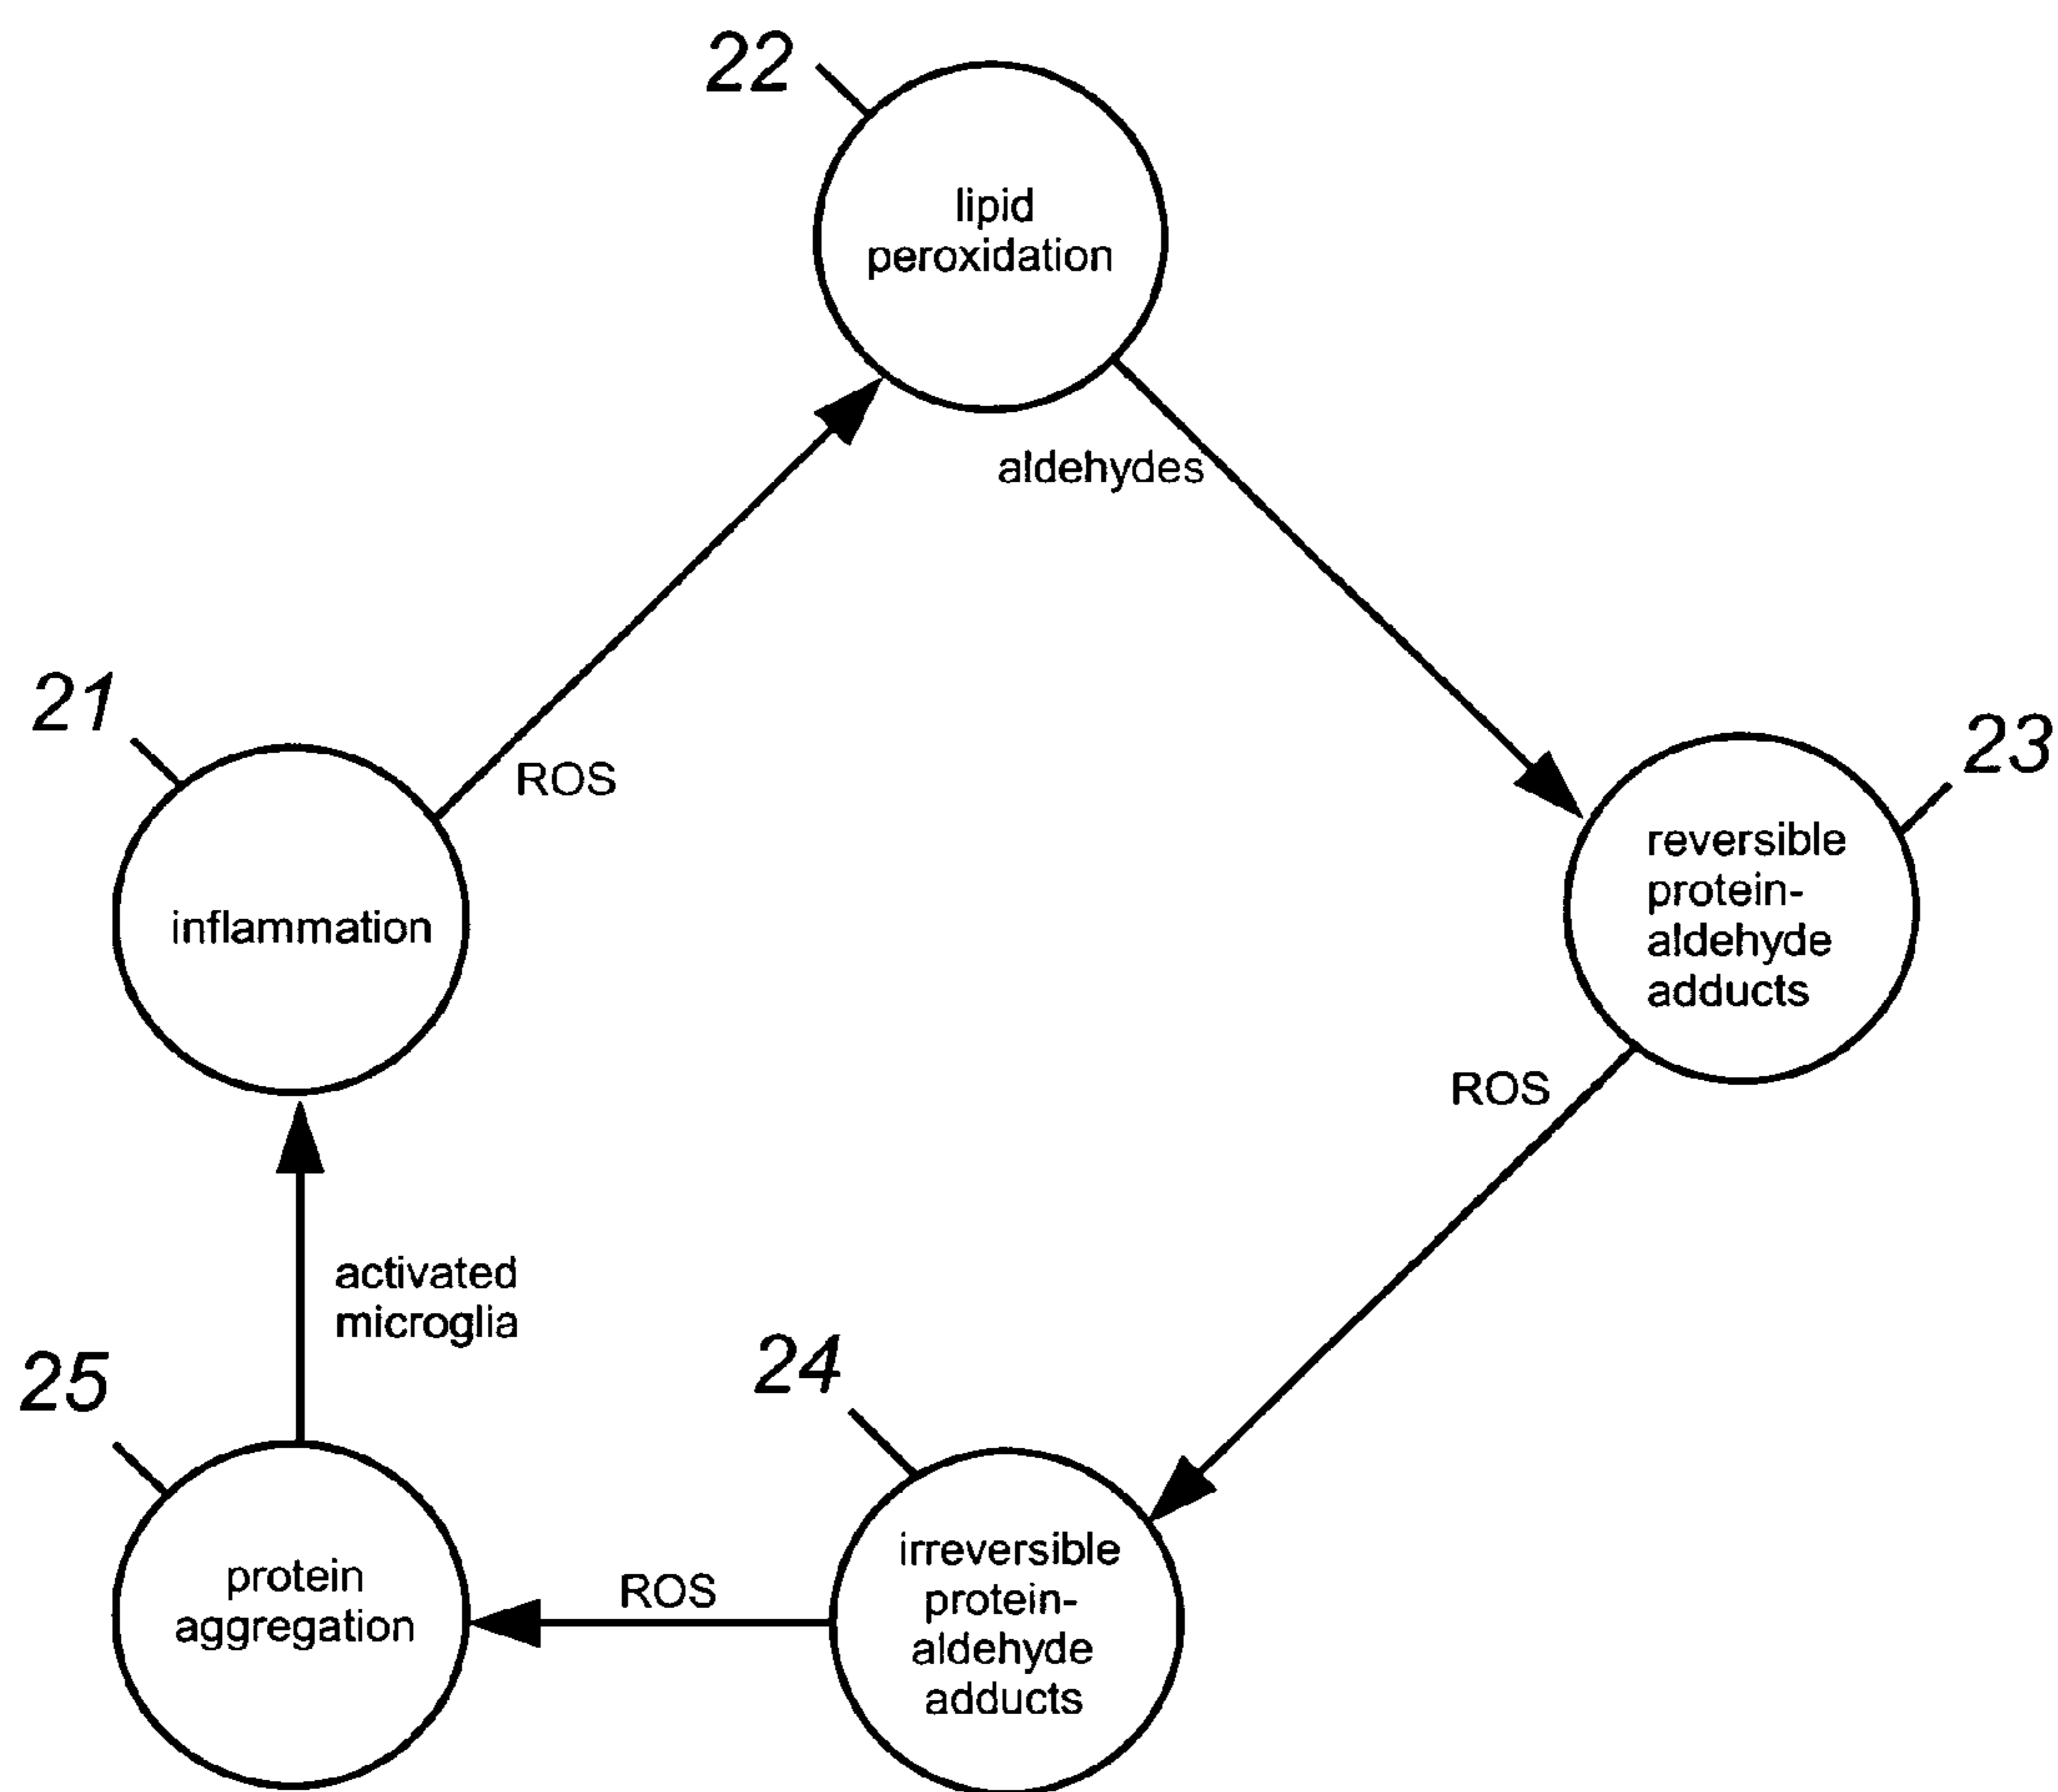 22
lipid
peroxidation
aldehydes
21
ROS
inflammation
23
reversible
protein-
aldehyde
adducts
ROS
activated
microglia
25
24
protein
aggregation
ROS
irreversible
protein-
aldehyde
adducts